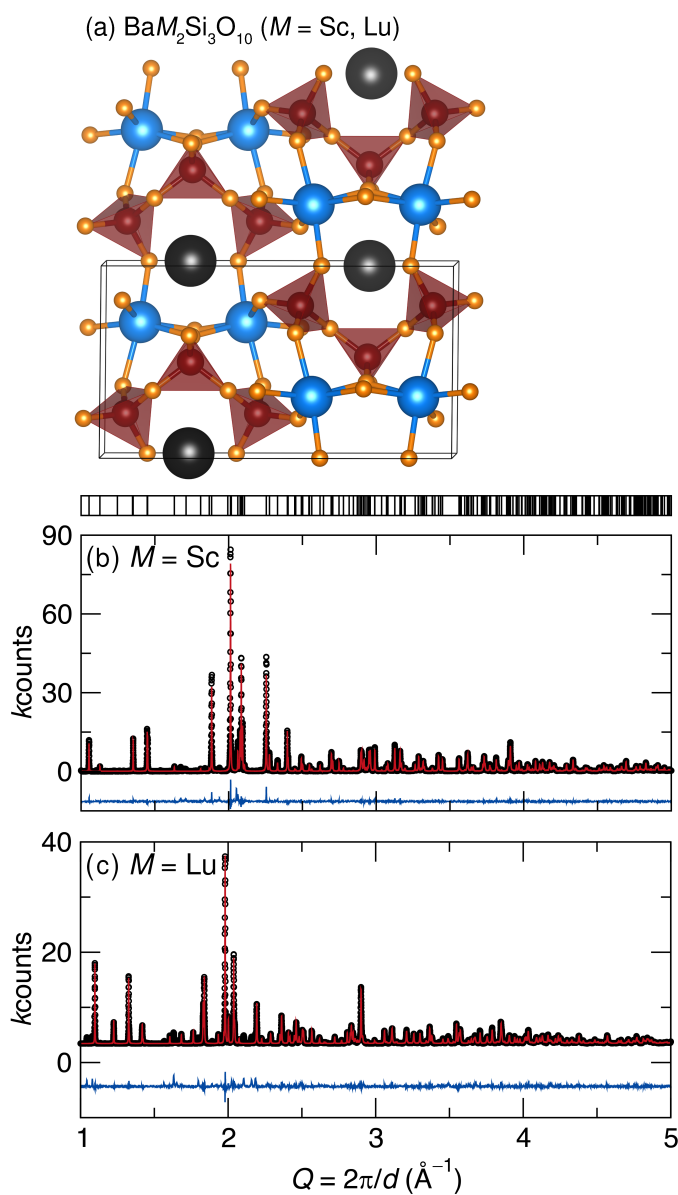 (a) BaM₂Si₃O₁₀ (M = Sc, Lu)
(b) M = Sc
90
60
30
0
kcounts
(c) M = Lu
40
20
0
kcounts
1 2 3 4 5
Q = 2π/d (Å⁻¹)